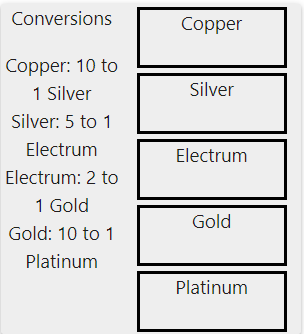 Conversions
Copper: 10 to
1 Silver
Silver: 5 to 1
Electrum
Electrum: 2 to
1 Gold
Gold: 10 to 1
Platinum
Copper
Silver
Electrum
Gold
Platinum